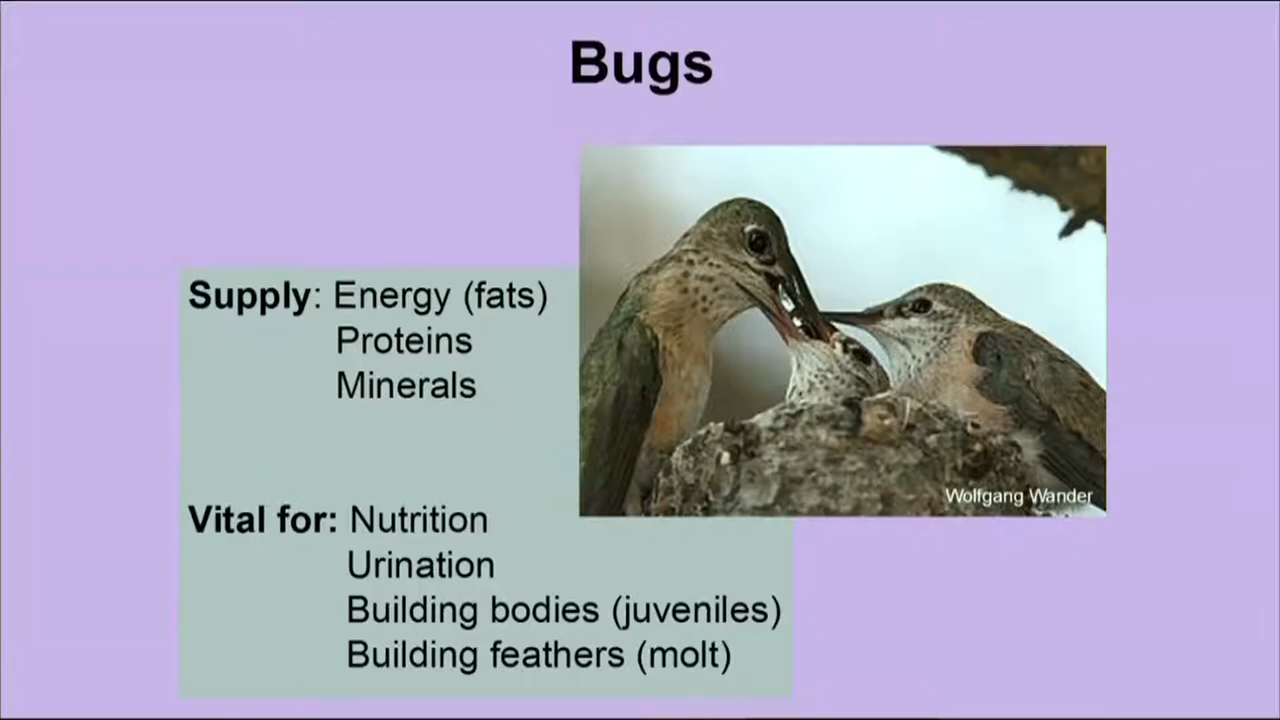 Bugs
Supply: Energy (fats)
Proteins
Minerals
Wolfgang Wander
Vital for: Nutrition
Urination
Building bodies (juveniles)
Building feathers (molt)